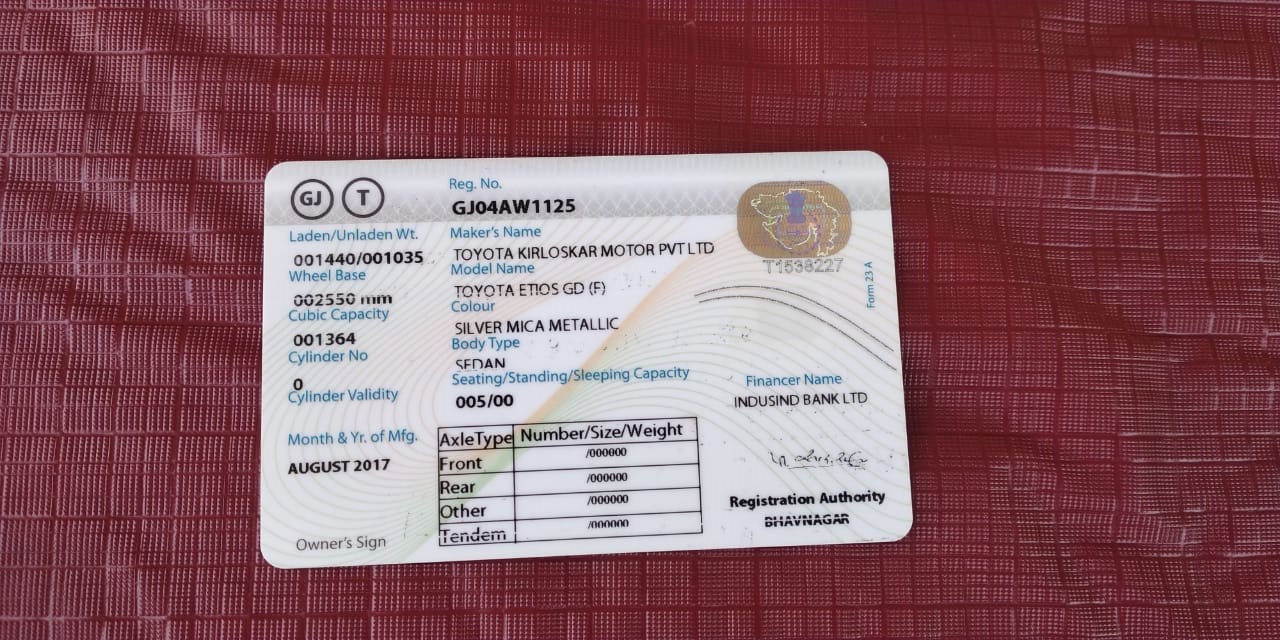 GJ T
Reg. No.
GJ04AW1125
Laden/Unladen Wt.
001440/001035
Wheel Base
002550 mm
Cubic Capacity
001364
Cylinder No
0
Cylinder Validity
Month & Yr. of Mfg.
AUGUST 2017
Owner's Sign
Maker's Name
TOYOTA KIRLOSKAR MOTOR PVT LTD
Model Name
TOYOTA ETIOS GD (F)
Colour
SILVER MICA METALLIC
Body Type
SEDAN
Seating/Standing/Sleeping Capacity
005/00
AxleType Number/Size/Weight
Front /000000
Rear /000000
Other /000000
Tendem /000000
T1538227
Form 23 A
Financer Name
INDUSIND BANK LTD
Registration Authority
BHAVNAGAR